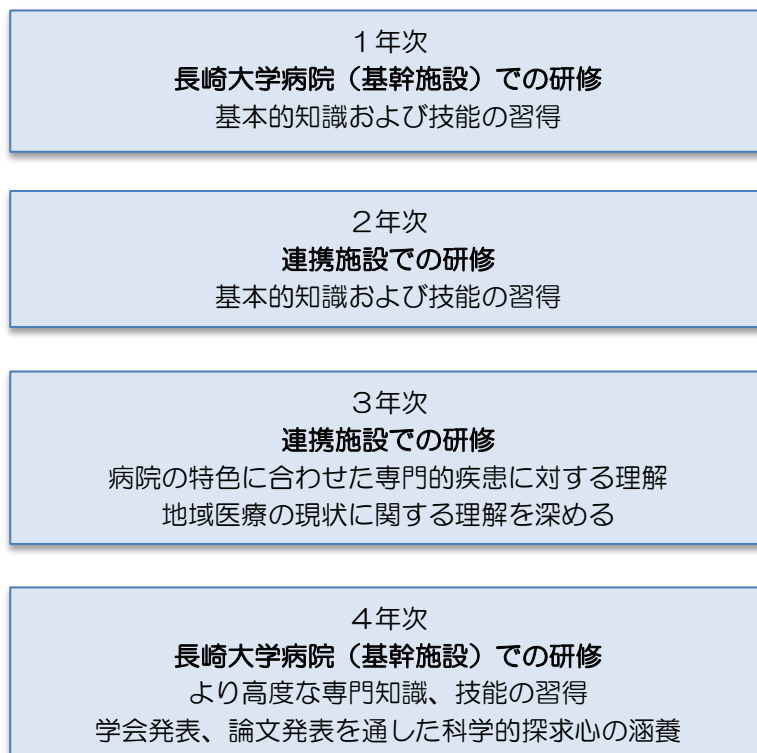 １年次
長崎大学病院（基幹施設）での研修
基本的知識および技能の習得
２年次
連携施設での研修
基本的知識および技能の習得
３年次
連携施設での研修
病院の特色に合わせた専門的疾患に対する理解
地域医療の現状に関する理解を深める
４年次
長崎大学病院（基幹施設）での研修
より高度な専門知識、技能の習得
学会発表、論文発表を通した科学的探求心の涵養